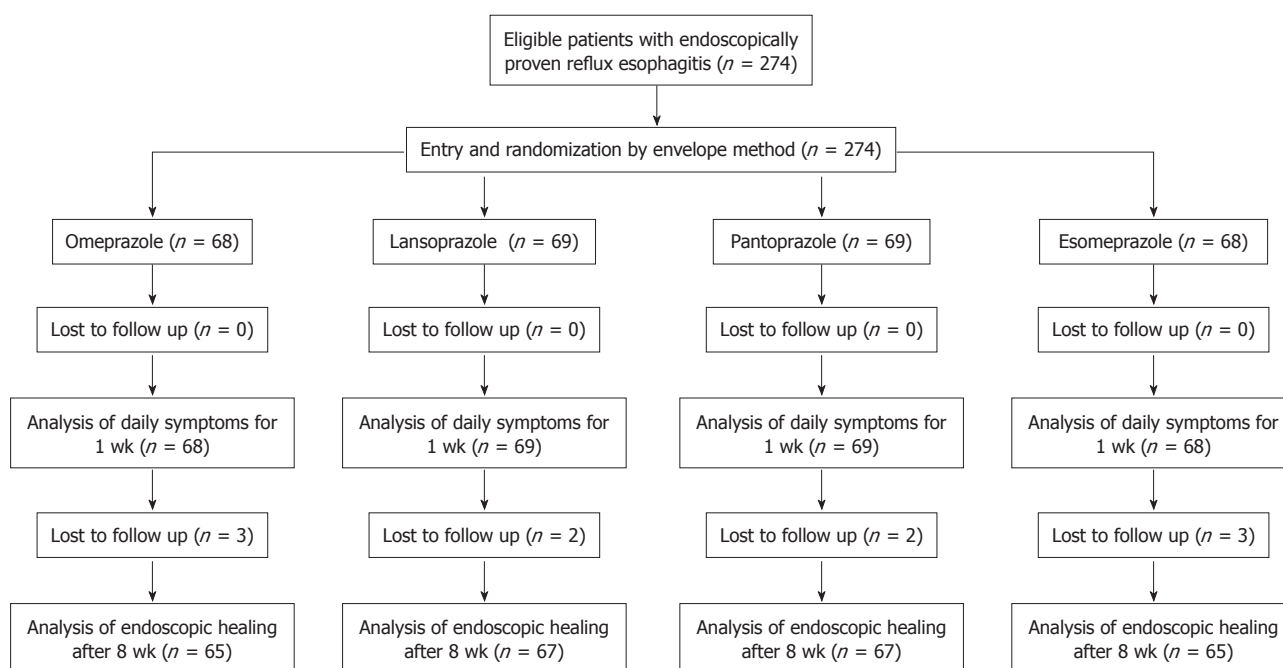 Eligible patients with endoscopically
proven reflux esophagitis (n = 274)
Entry and randomization by envelope method (n = 274)
Omeprazole (n = 68)
Lansoprazole (n = 69)
Pantoprazole (n = 69)
Esomeprazole (n = 68)
Lost to follow up (n = 0)
Lost to follow up (n = 0)
Lost to follow up (n = 0)
Lost to follow up (n = 0)
Analysis of daily symptoms for
1 wk (n = 68)
Analysis of daily symptoms for
1 wk (n = 69)
Analysis of daily symptoms for
1 wk (n = 69)
Analysis of daily symptoms for
1 wk (n = 68)
Lost to follow up (n = 3)
Lost to follow up (n = 2)
Lost to follow up (n = 2)
Lost to follow up (n = 3)
Analysis of endoscopic healing
after 8 wk (n = 65)
Analysis of endoscopic healing
after 8 wk (n = 67)
Analysis of endoscopic healing
after 8 wk (n = 67)
Analysis of endoscopic healing
after 8 wk (n = 65)